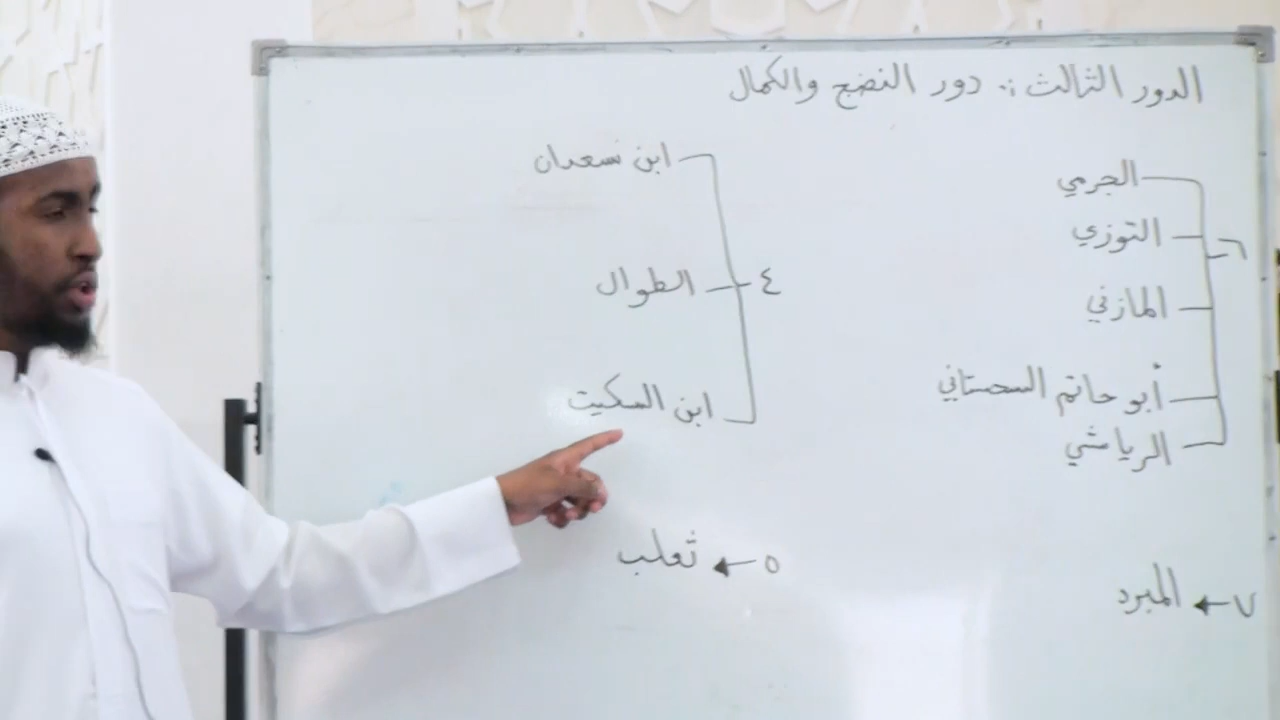 الدور الثالث: دور النضج والكمال
٦
الجرمي
التوزي
المازني
أبو حاتم السجستاني
الرياشي
٧ ← المبرد
٤
ابن سعدان
الطوال
ابن السكيت
٥ ← ثعلب